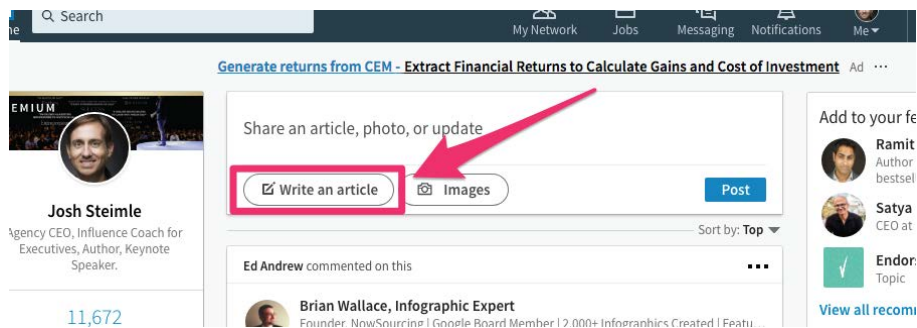 Search
My Network
Jobs
Messaging
Notifications
Me
Generate returns from CEM - Extract Financial Returns to Calculate Gains and Cost of Investment Ad ...
EMIUM
Share an article, photo, or update
Write an article
Images
Post
Sort by: Top
Josh Steimle
Agency CEO, Influence Coach for
Executives, Author, Keynote
Speaker.
11,672
Ed Andrew commented on this
Brian Wallace, Infographic Expert
Founder, NowSourcing | Google Board Member | 2,000+ Infographics Created | Featu...
Add to your fe
Ramit
Author
bestsel
Satya
CEO at
Endors
Topic
View all recom